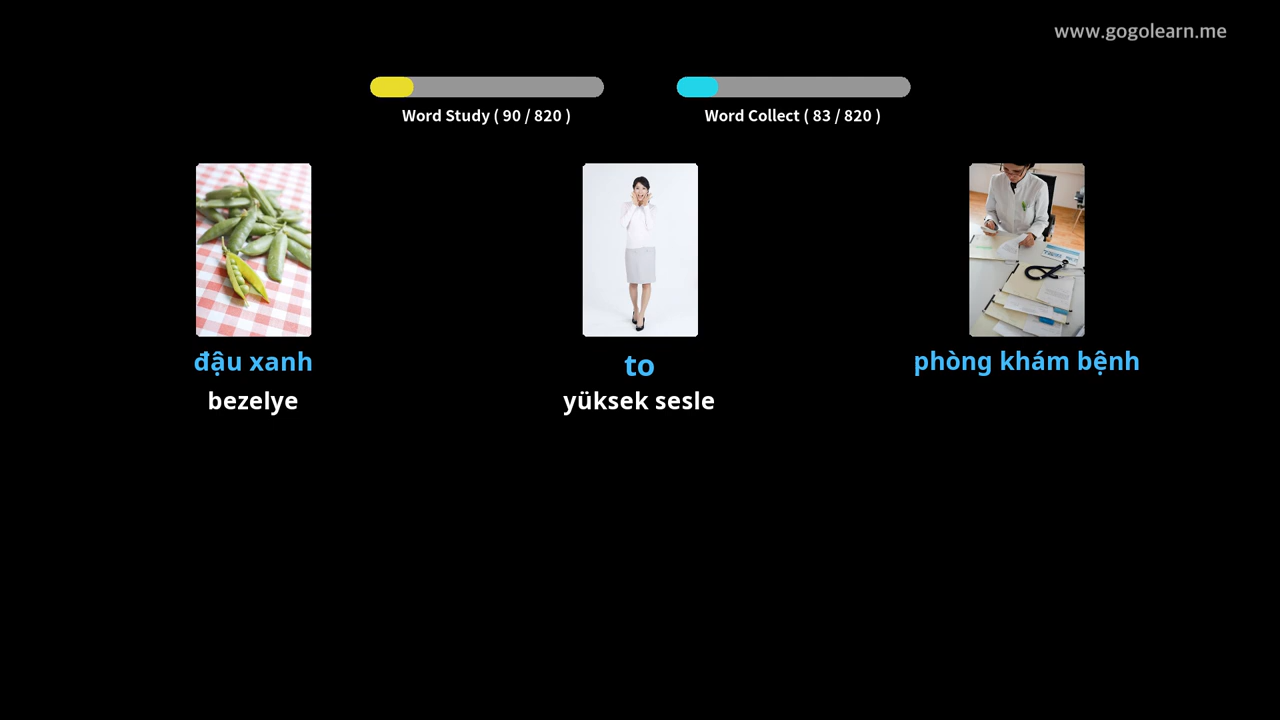 www.gogolearn.me
Word Study ( 90 / 820 )
Word Collect ( 83 / 820 )
đậu xanh
bezelye
to
yüksek sesle
phòng khám bệnh